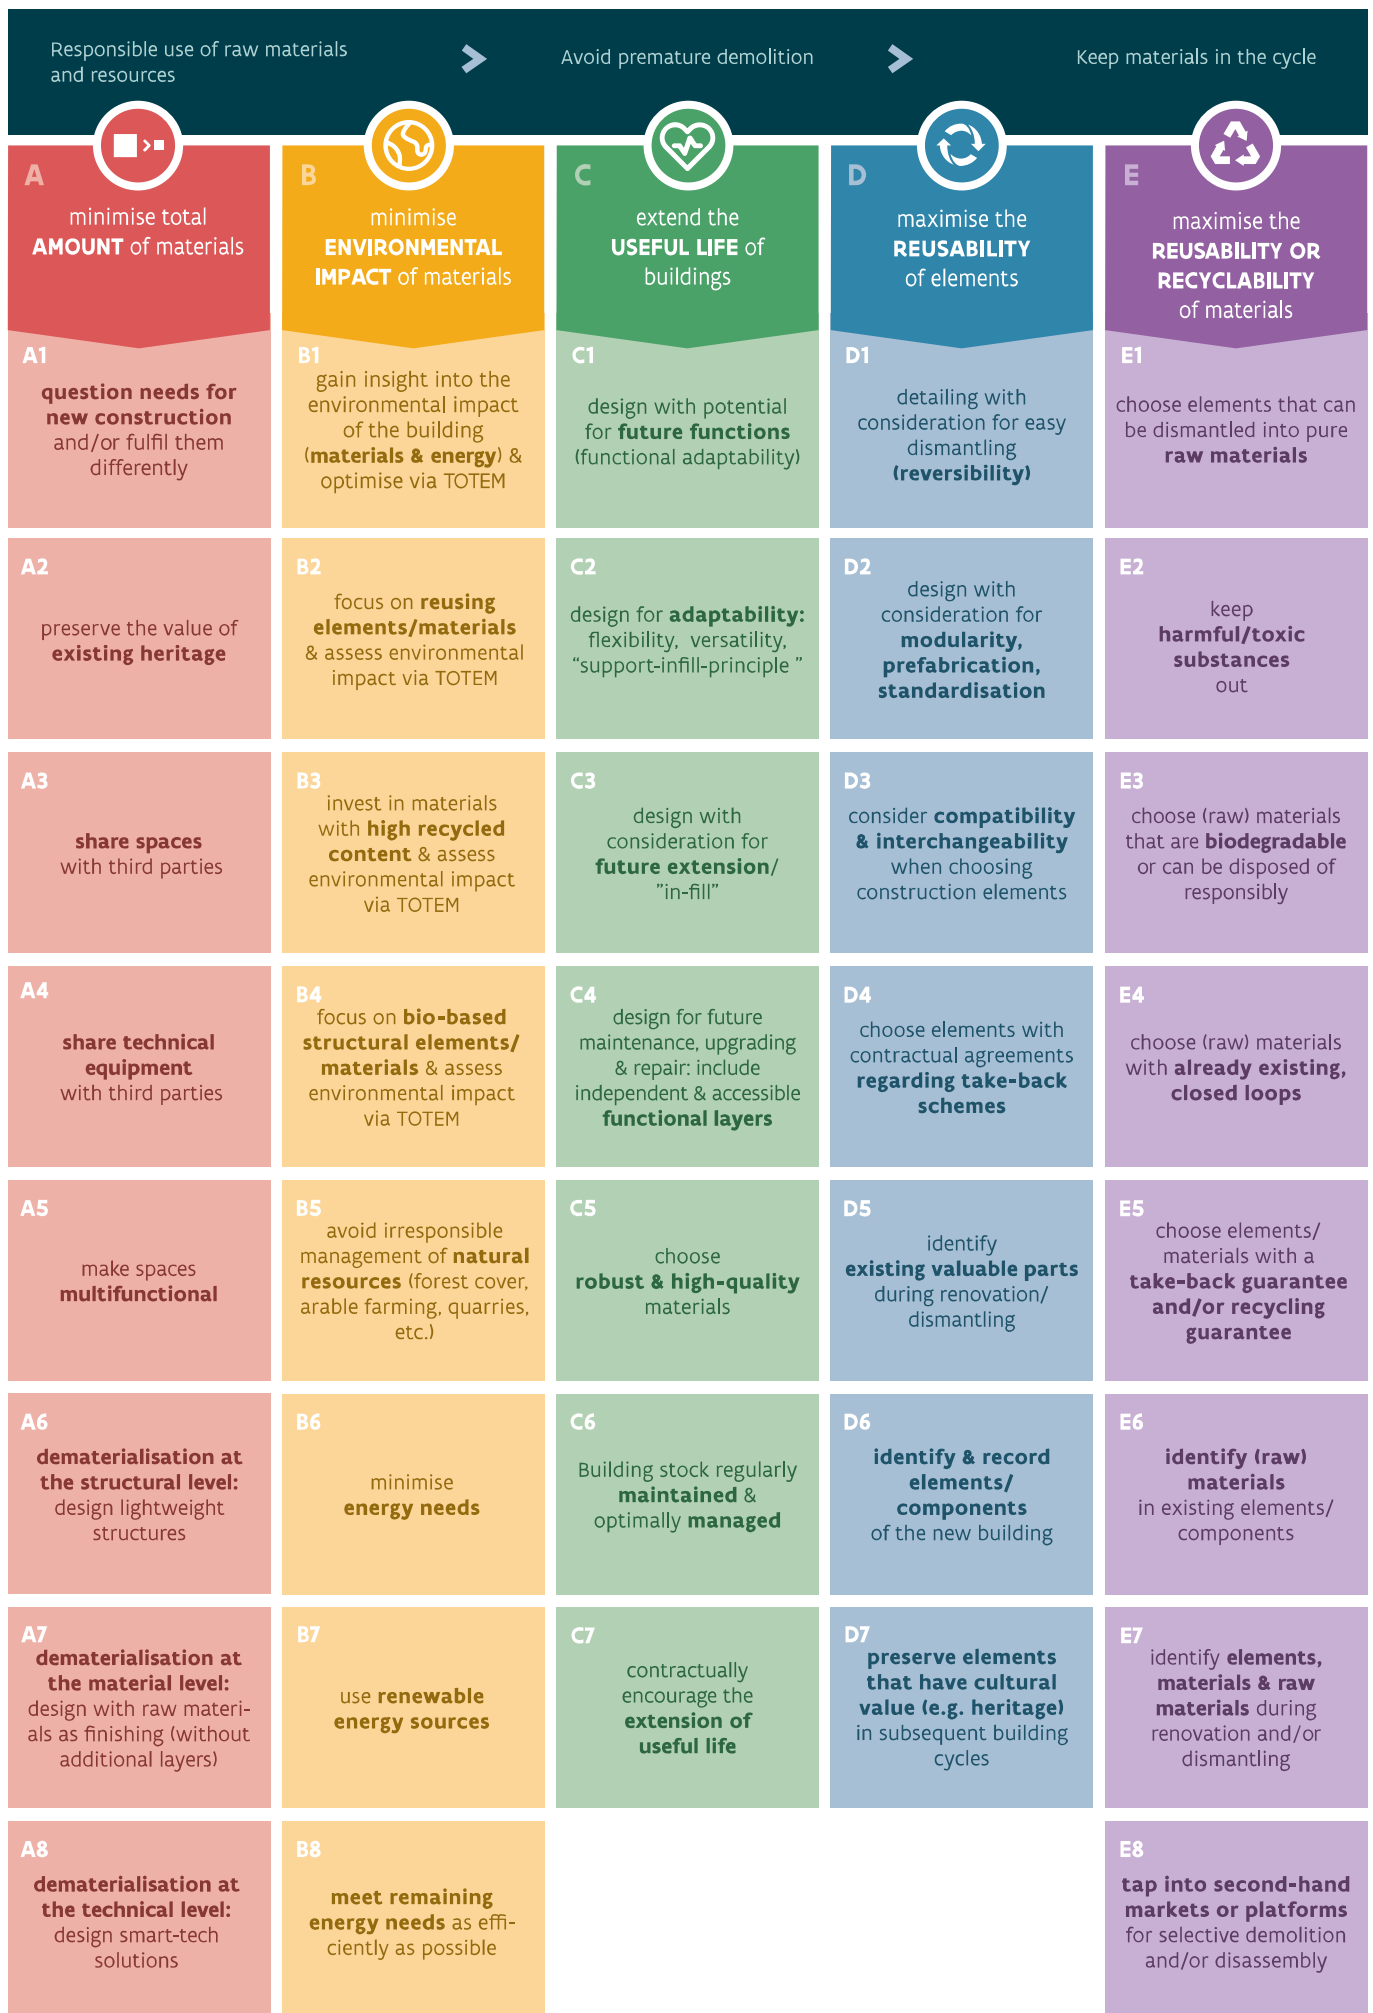 Responsible use of raw materials
and resources
>
Avoid premature demolition
>
Keep materials in the cycle
A
minimise total
AMOUNT of materials
B
minimise
ENVIRONMENTAL
IMPACT of materials
C
extend the
USEFUL LIFE of
buildings
D
maximise the
REUSABILITY
of elements
E
maximise the
REUSABILITY OR
RECYCLABILITY
of materials
A1
question needs for
new construction
and/or fulfil them
differently
B1
gain insight into the
environmental impact
of the building
(materials & energy) &
optimise via TOTEM
C1
design with potential
for future functions
(functional adaptability)
D1
detailing with
consideration for easy
dismantling
(reversibility)
E1
choose elements that can
be dismantled into pure
raw materials
A2
preserve the value of
existing heritage
B2
focus on reusing
elements/materials
& assess environmental
impact via TOTEM
C2
design for adaptability:
flexibility, versatility,
“support-infill-principle ”
D2
design with
consideration for
modularity,
prefabrication,
standardisation
E2
keep
harmful/toxic
substances
out
A3
share spaces
with third parties
B3
invest in materials
with high recycled
content & assess
environmental impact
via TOTEM
C3
design with
consideration for
future extension/
”in-fill”
D3
consider compatibility
& interchangeability
when choosing
construction elements
E3
choose (raw) materials
that are biodegradable
or can be disposed of
responsibly
A4
share technical
equipment
with third parties
B4
focus on bio-based
structural elements/
materials & assess
environmental impact
via TOTEM
C4
design for future
maintenance, upgrading
& repair: include
independent & accessible
functional layers
D4
choose elements with
contractual agreements
regarding take-back
schemes
E4
choose (raw) materials
with already existing,
closed loops
A5
make spaces
multifunctional
B5
avoid irresponsible
management of natural
resources (forest cover,
arable farming, quarries,
etc.)
C5
choose
robust & high-quality
materials
D5
identify
existing valuable parts
during renovation/
dismantling
E5
choose elements/
materials with a
take-back guarantee
and/or recycling
guarantee
A6
dematerialisation at
the structural level:
design lightweight
structures
B6
minimise
energy needs
C6
Building stock regularly
maintained &
optimally managed
D6
identify & record
elements/
components
of the new building
E6
identify (raw)
materials
in existing elements/
components
A7
dematerialisation at
the material level:
design with raw materi-
als as finishing (without
additional layers)
B7
use renewable
energy sources
C7
contractually
encourage the
extension of
useful life
D7
preserve elements
that have cultural
value (e.g. heritage)
in subsequent building
cycles
E7
identify elements,
materials & raw
materials during
renovation and/or
dismantling
A8
dematerialisation at
the technical level:
design smart-tech
solutions
B8
meet remaining
energy needs as effi-
ciently as possible
E8
tap into second-hand
markets or platforms
for selective demolition
and/or disassembly